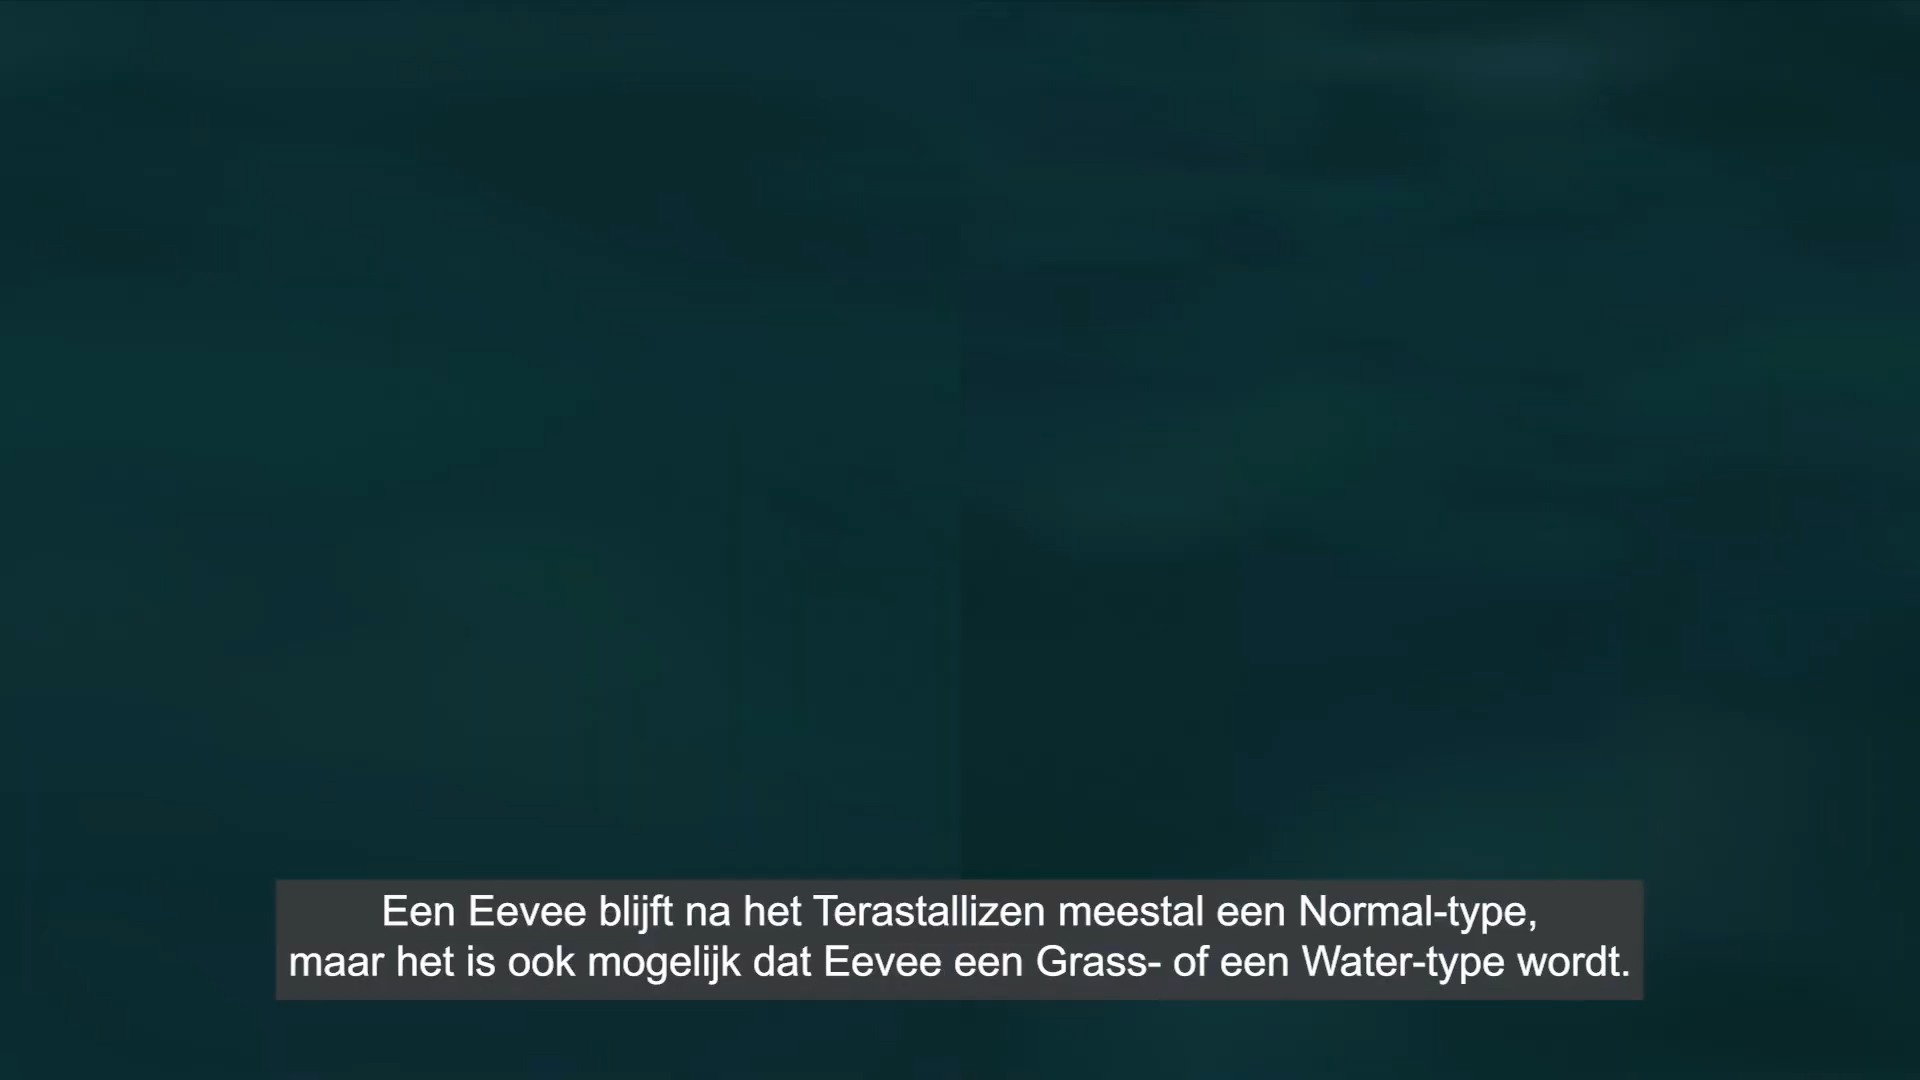 Een Eevee blijft na het Terastallizen meestal een Normal-type,
maar het is ook mogelijk dat Eevee een Grass- of een Water-type wordt.